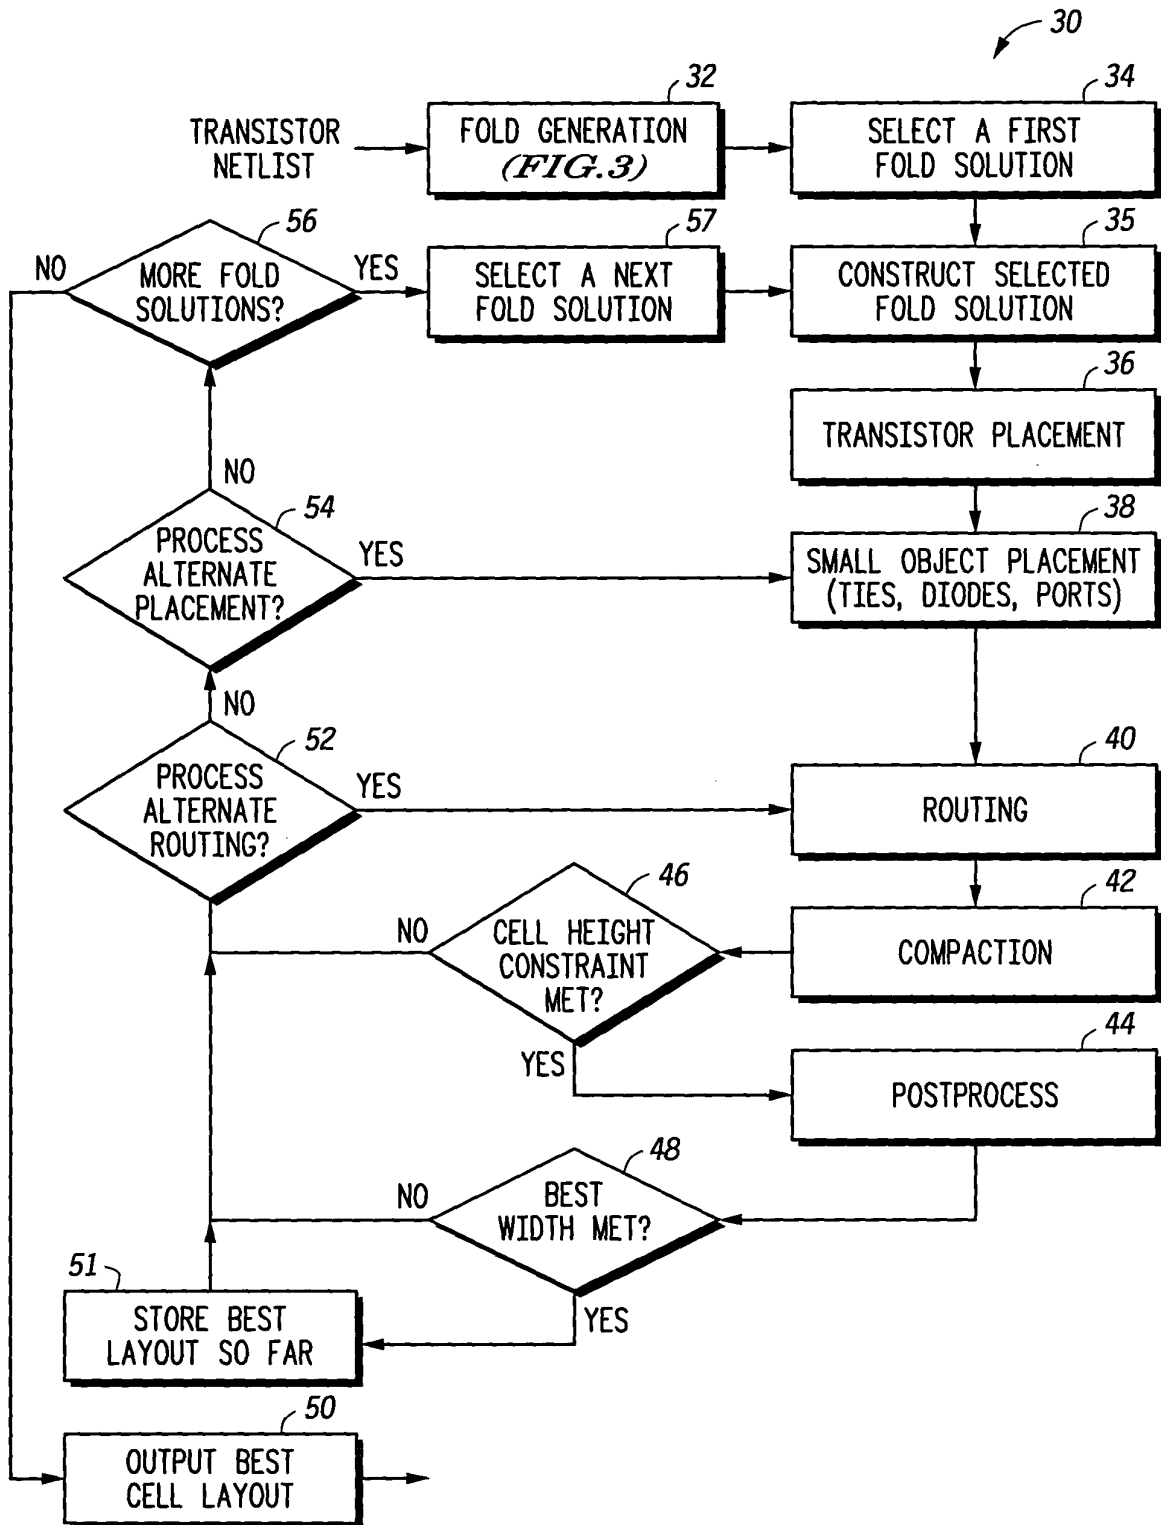 30
32
34
TRANSISTOR
NETLIST
FOLD GENERATION
(FIG.3)
SELECT A FIRST
FOLD SOLUTION
56
57
35
NO
MORE FOLD
SOLUTIONS?
YES
SELECT A NEXT
FOLD SOLUTION
CONSTRUCT SELECTED
FOLD SOLUTION
36
TRANSISTOR PLACEMENT
NO
54
38
PROCESS
ALTERNATE
PLACEMENT?
YES
SMALL OBJECT PLACEMENT
(TIES, DIODES, PORTS)
NO
52
40
PROCESS
ALTERNATE
ROUTING?
YES
ROUTING
46
42
NO
CELL HEIGHT
CONSTRAINT
MET?
COMPACTION
YES
44
POSTPROCESS
48
NO
BEST
WIDTH MET?
51
YES
STORE BEST
LAYOUT SO FAR
50
OUTPUT BEST
CELL LAYOUT